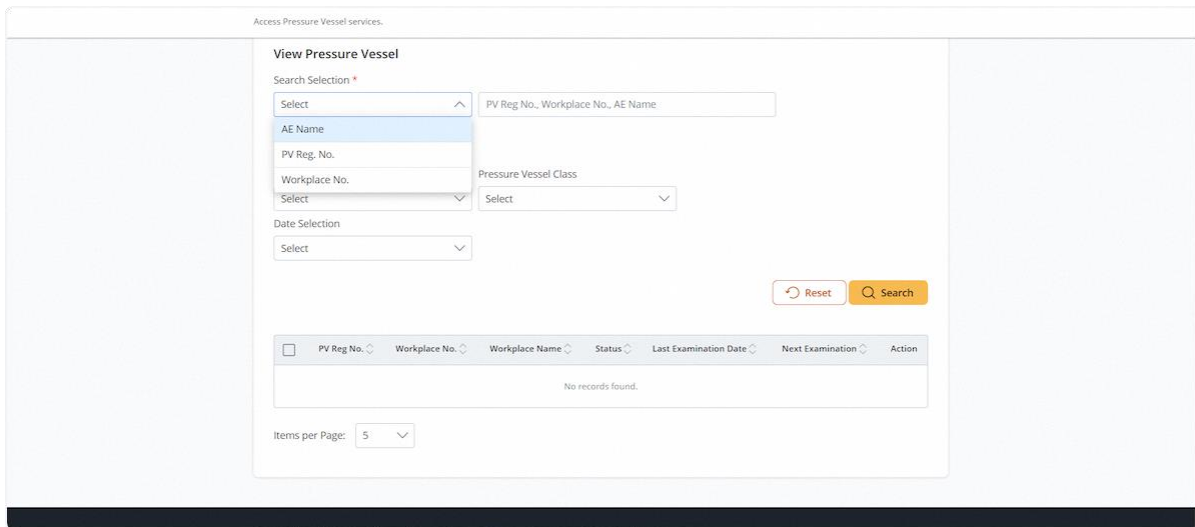 Access Pressure Vessel services.
View Pressure Vessel
Search Selection *
Select PV Reg No., Workplace No., AE Name
AE Name
PV Reg. No.
Workplace No.
Pressure Vessel Class
Select Select
Date Selection
Select
Reset Search
PV Reg No. Workplace No. Workplace Name Status Last Examination Date Next Examination Action
No records found.
Items per Page: 5